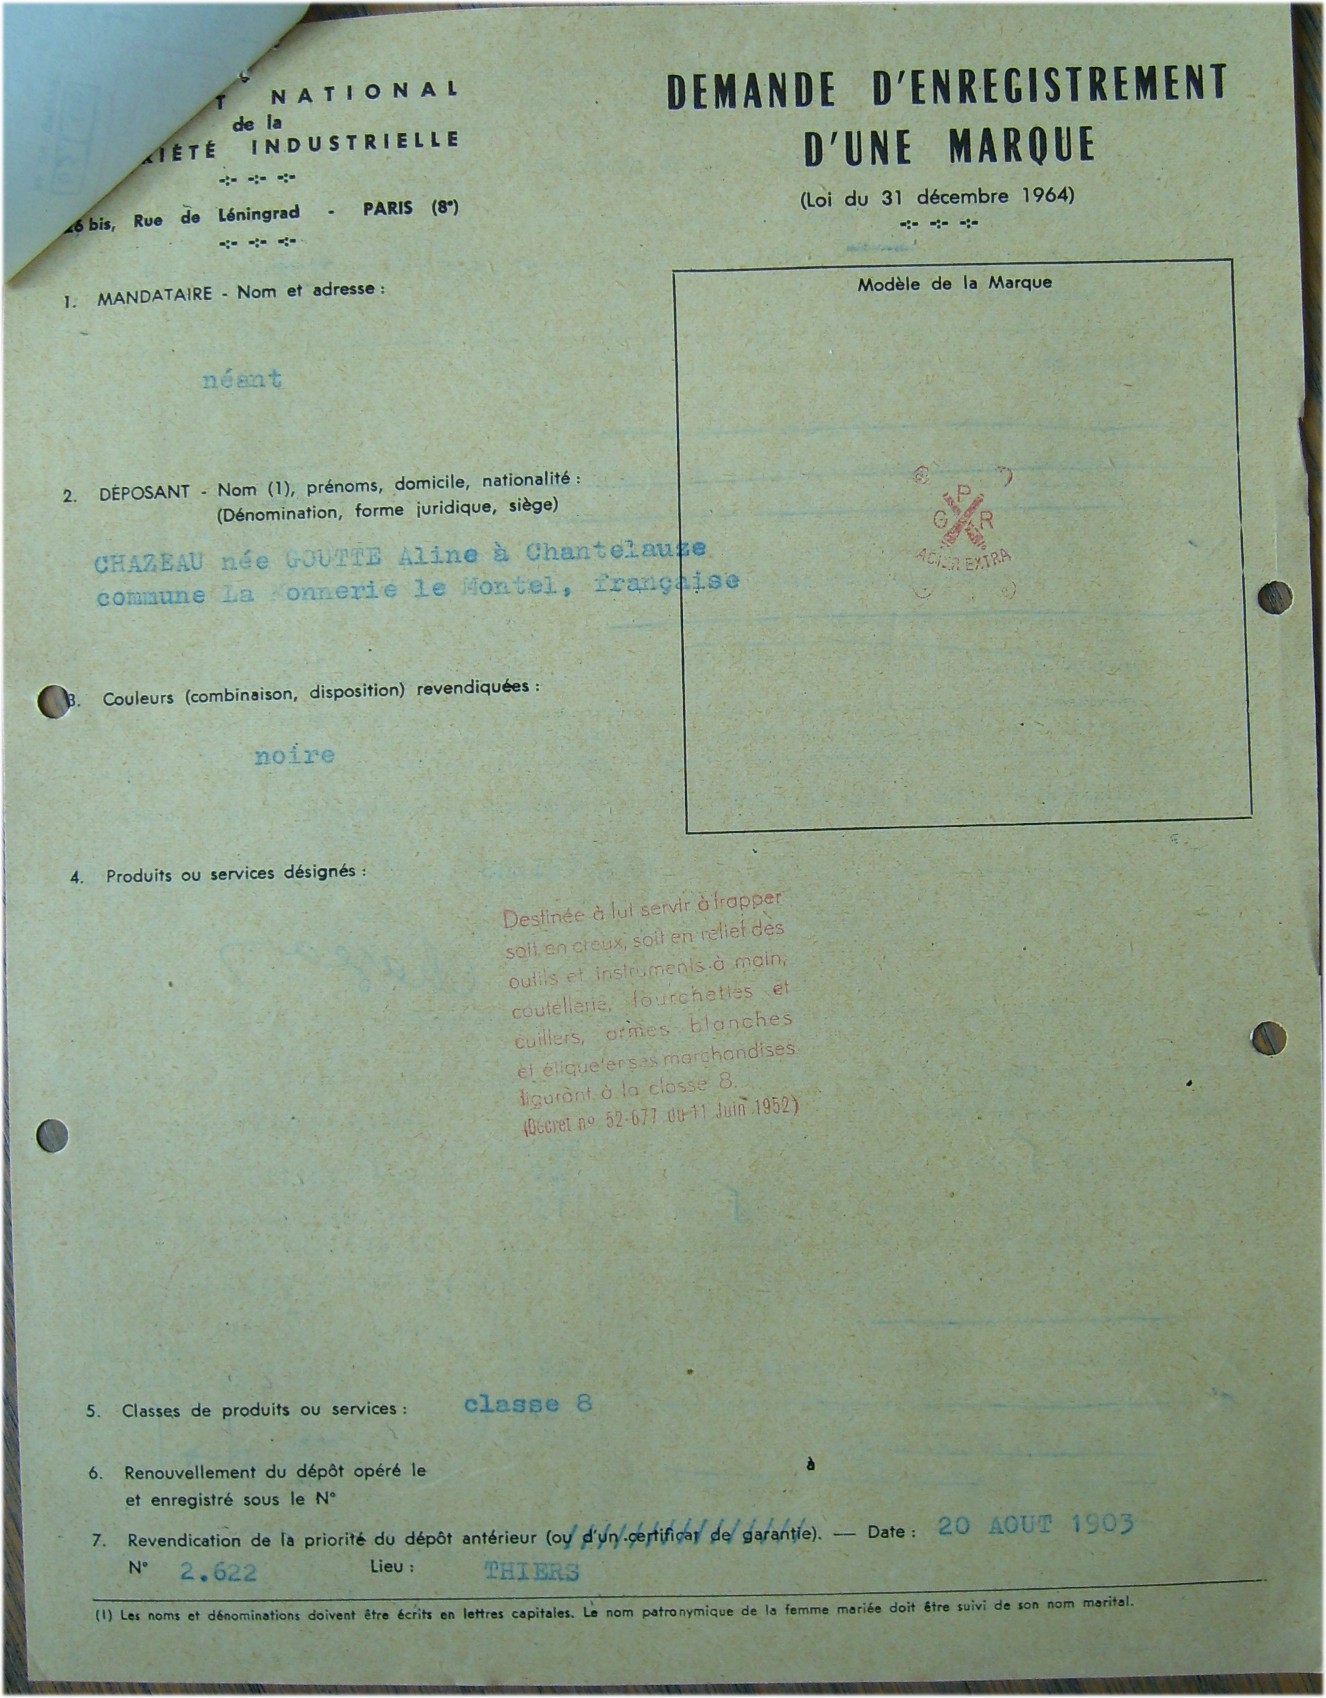 NATIONAL
de la
INDUSTRIELLE
bis, Rue de Léningrad - PARIS (8e)
DEMANDE D'ENREGISTREMENT
D'UNE MARQUE
(Loi du 31 décembre 1964)
Modèle de la Marque
P
G R
ACIER EXTRA
1. MANDATAIRE - Nom et adresse :
néant
2. DÉPOSANT - Nom (1), prénoms, domicile, nationalité :
(Dénomination, forme juridique, siège)
CHAZEAU née GOUTTE Aline à Chantelauze
commune La Monnerie le Montel, française
3. Couleurs (combinaison, disposition) revendiquées :
noire
4. Produits ou services désignés :
Destinée à lui servir à frapper
soit en creux, soit en relief des
outils et instruments à main,
coutellerie, fourchettes et
cuillers, armes blanches
et étiqueter ses marchandises
figurant à la classe 8.
(Décret nº 52-677 du 11 Juin 1952)
5. Classes de produits ou services : classe 8
6. Renouvellement du dépôt opéré le à
et enregistré sous le N°
7. Revendication de la priorité du dépôt antérieur (ou d'un certificat de garantie). — Date : 20 AOUT 1903
N° 2.622 Lieu : THIERS
(1) Les noms et dénominations doivent être écrits en lettres capitales. Le nom patronymique de la femme mariée doit être suivi de son nom marital.